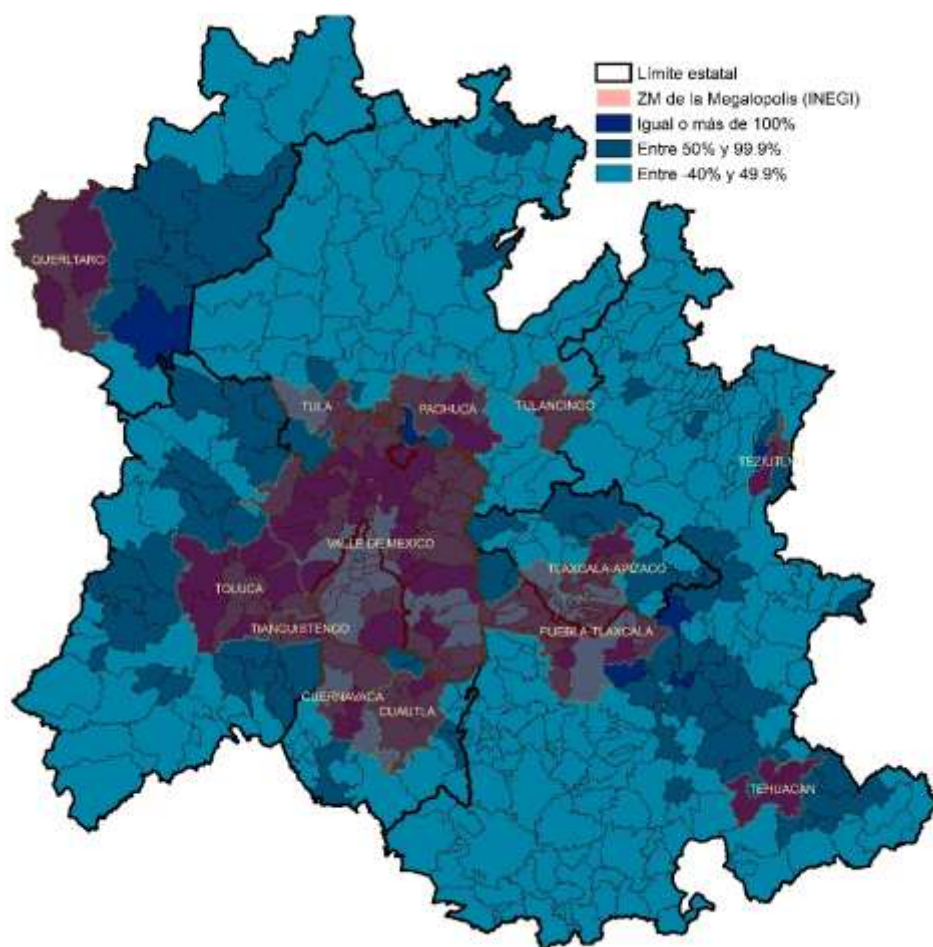 Límite estatal
ZM de la Megalopolis (INEGI)
Igual o más de 100%
Entre 50% y 99.9%
Entre -40% y 49.9%
QUERETARO
TULA
PACHUCA
TULANCINGO
TEZIUTLAN
VALLE DE MEXICO
TLAXCALA-APIZACO
TOLUCA
TIANGUISTENGO
PUEBLA-TLAXCALA
CUERNAVACA
CUAUTLA
TEHUACAN